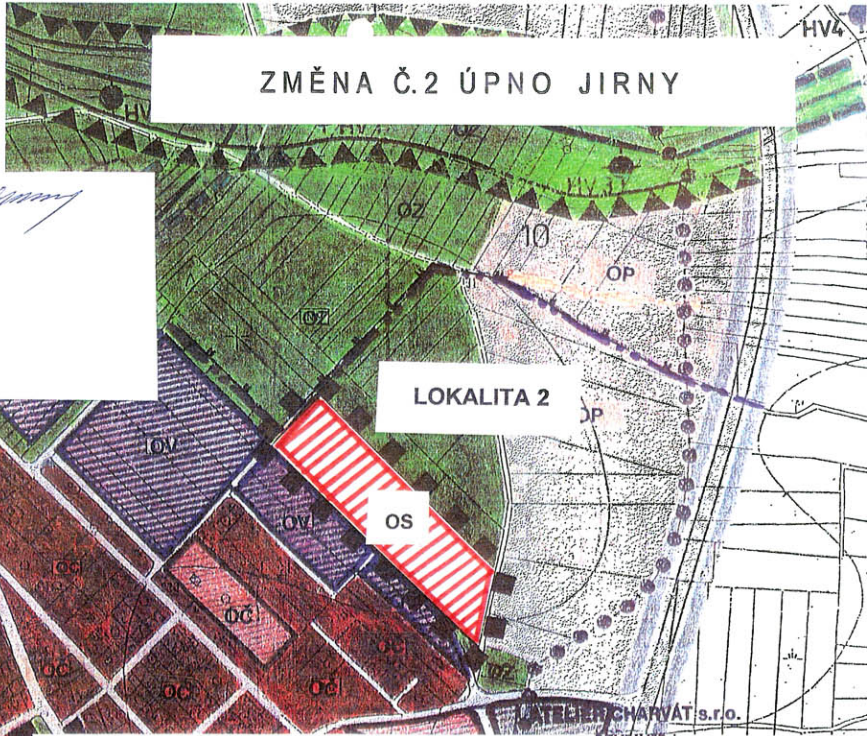 HV4
ZMĚNA Č.2 ÚPNO JIRNY
OZ
10
OP
OZ
LOKALITA 2
OP
OV
OV
OS
OČ
OČ
OČ
OČ
OČ
OČ
ATELIER CHARVÁT s.r.o.